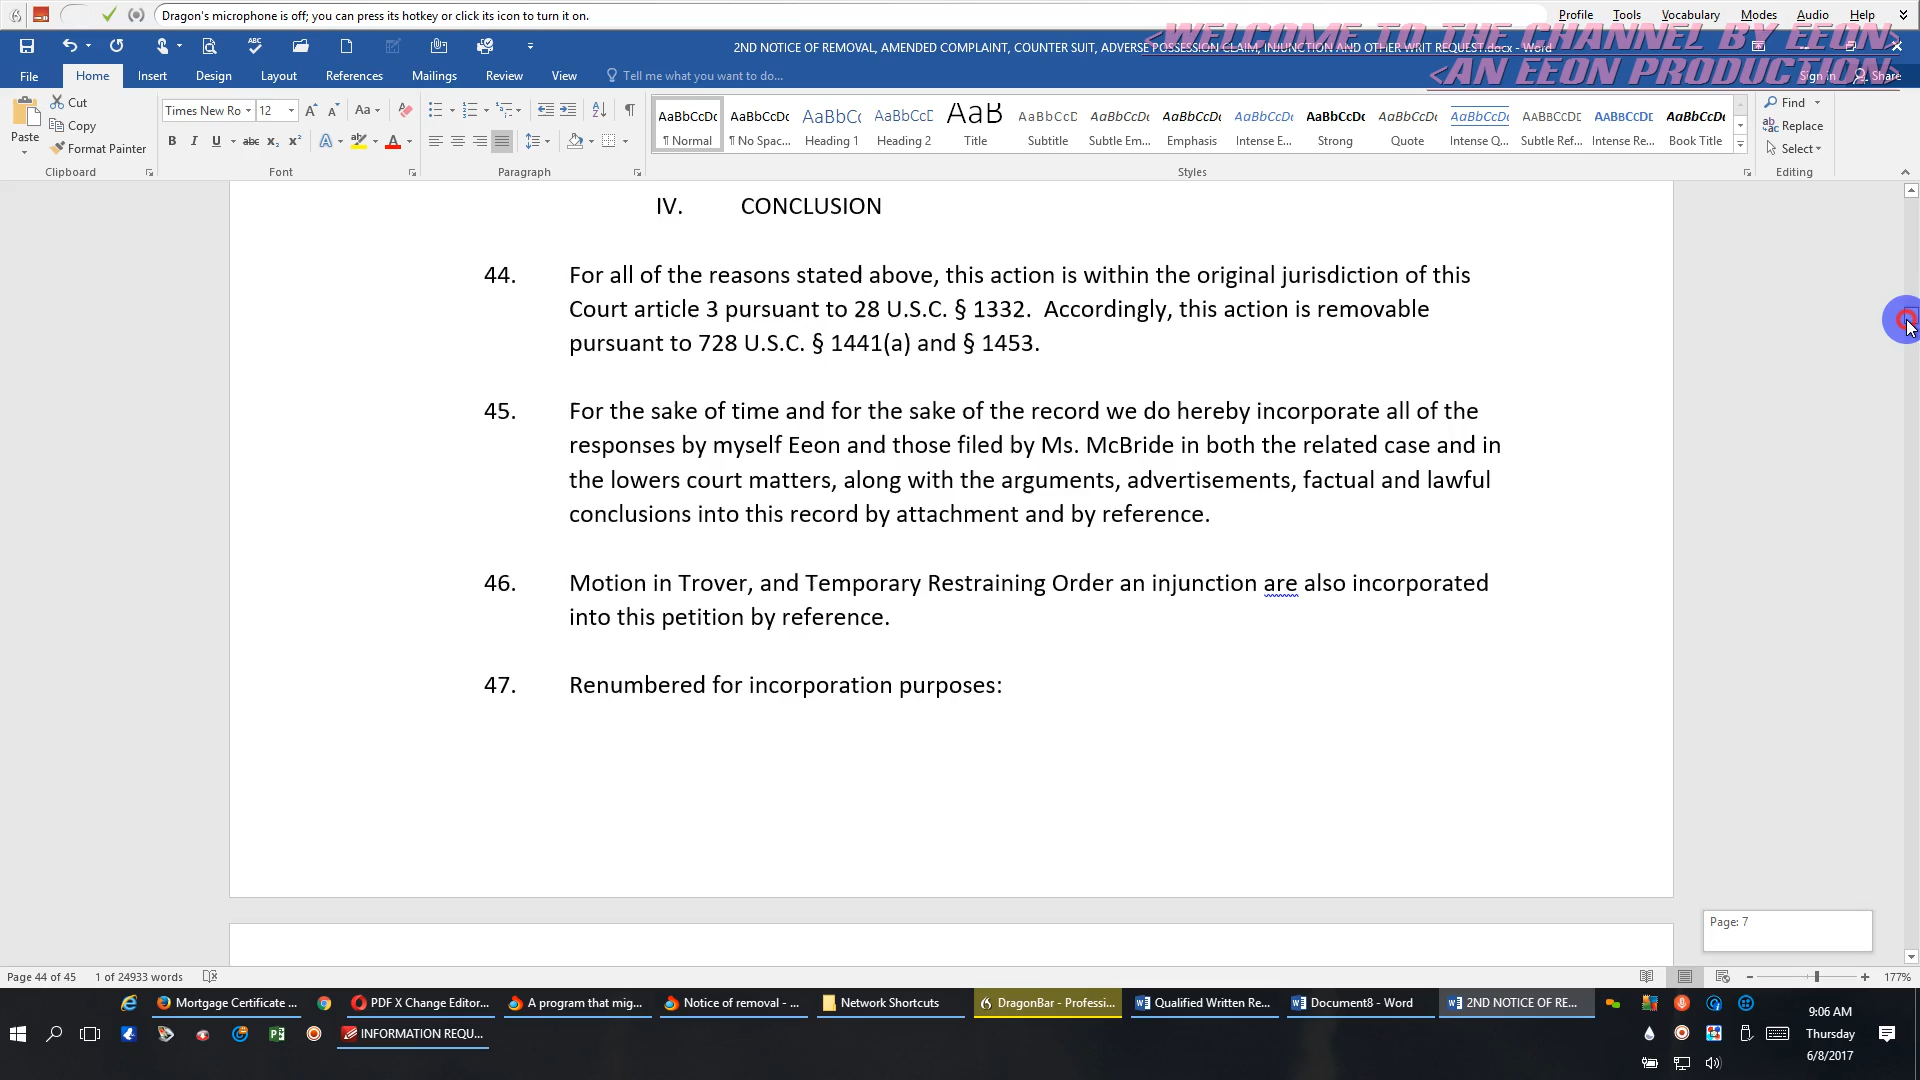 Dragon's microphone is off; you can press its hotkey or click its icon to turn it on.
Profile Tools Vocabulary Modes Audio Help
<WELCOME TO THE CHANNEL BY EEON>
<AN EEON PRODUCTION>
2ND NOTICE OF REMOVAL, AMENDED COMPLAINT, COUNTER SUIT, ADVERSE POSSESSION CLAIM, INJUNCTION AND OTHER WRIT REQUEST.docx - Word
File Home Insert Design Layout References Mailings Review View Tell me what you want to do... Sign in Share
Paste
Cut
Copy
Format Painter
Times New Ro 12
AaBbCcDc AaBbCcDc AaBbCc AaBbCcE AaB AaBbCcD AaBbCcDc AaBbCcDc AaBbCcDc AaBbCcDc AaBbCcDc AaBbCcDc AABBCCDE AABBCCDE AaBbCcDc
¶ Normal ¶ No Spac... Heading 1 Heading 2 Title Subtitle Subtle Em... Emphasis Intense E... Strong Quote Intense Q... Subtle Ref... Intense Re... Book Title
Find
Replace
Select
Clipboard Font Paragraph Styles Editing
IV. CONCLUSION
44. For all of the reasons stated above, this action is within the original jurisdiction of this
Court article 3 pursuant to 28 U.S.C. § 1332. Accordingly, this action is removable
pursuant to 728 U.S.C. § 1441(a) and § 1453.
45. For the sake of time and for the sake of the record we do hereby incorporate all of the
responses by myself Eeon and those filed by Ms. McBride in both the related case and in
the lowers court matters, along with the arguments, advertisements, factual and lawful
conclusions into this record by attachment and by reference.
46. Motion in Trover, and Temporary Restraining Order an injunction are also incorporated
into this petition by reference.
47. Renumbered for incorporation purposes:
Page: 7
Page 44 of 45 1 of 24933 words 177%
Mortgage Certificate ... PDF X Change Editor... A program that mig... Notice of removal - ... Network Shortcuts DragonBar - Professi... Qualified Written Re... Document8 - Word 2ND NOTICE OF RE...
INFORMATION REQU...
9:06 AM
Thursday
6/8/2017